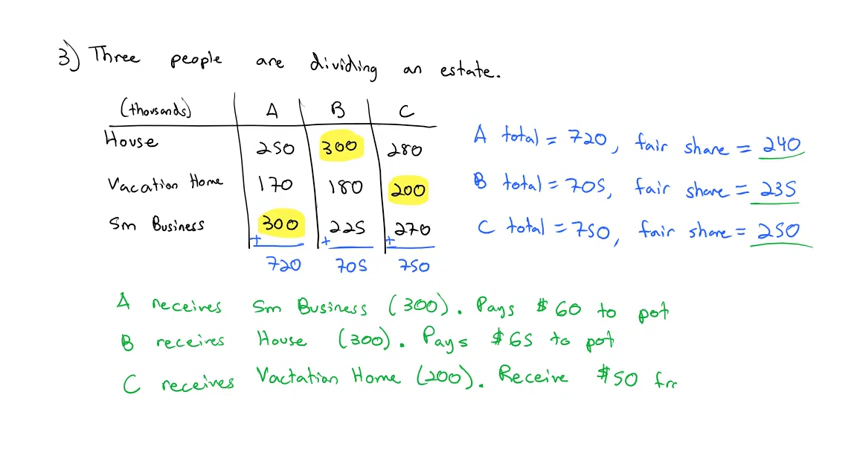 3) Three people are dividing an estate.
(thousands) A B C
House 250 300 280
Vacation Home 170 180 200
Sm Business 300 225 270
+ + +
720 705 750
A total = 720, fair share = 240
B total = 705, fair share = 235
C total = 750, fair share = 250
A receives Sm Business (300). Pays $60 to pot
B receives House (300). Pays $65 to pot
C receives Vactation Home (200). Receive $50 fr